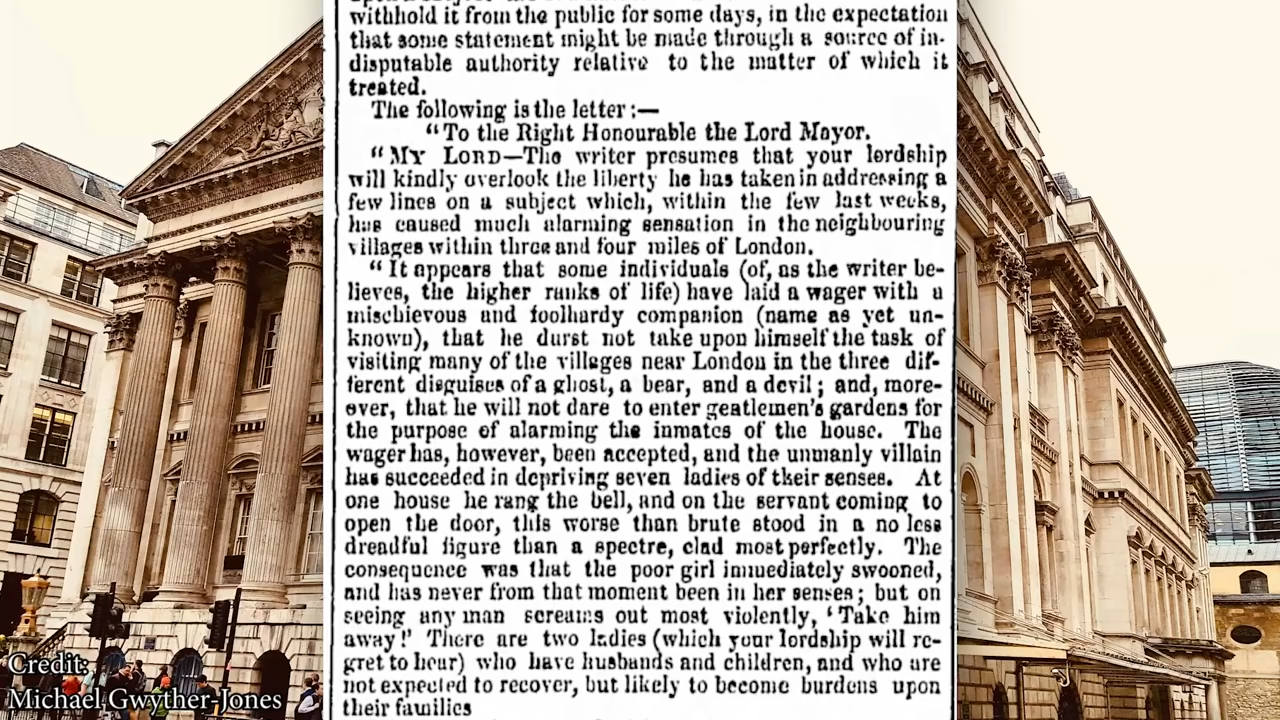 withhold it from the public for some days, in the expectation
that some statement might be made through a source of in-
disputable authority relative to the matter of which it
treated.
The following is the letter:—
"To the Right Honourable the Lord Mayor.
"MY LORD—The writer presumes that your lordship
will kindly overlook the liberty he has taken in addressing a
few lines on a subject which, within the few last weeks,
has caused much alarming sensation in the neighbouring
villages within three and four miles of London.
"It appears that some individuals (of, as the writer be-
lieves, the higher ranks of life) have laid a wager with a
mischievous and foolhardy companion (name as yet un-
known), that he durst not take upon himself the task of
visiting many of the villages near London in the three dif-
ferent disguises of a ghost, a bear, and a devil; and, more-
over, that he will not dare to enter gentlemen's gardens for
the purpose of alarming the inmates of the house. The
wager has, however, been accepted, and the unmanly villain
has succeeded in depriving seven ladies of their senses. At
one house he rang the bell, and on the servant coming to
open the door, this worse than brute stood in a no less
dreadful figure than a spectre, clad most perfectly. The
consequence was that the poor girl immediately swooned,
and has never from that moment been in her senses; but on
seeing any man screams out most violently, 'Take him
away!' There are two ladies (which your lordship will re-
gret to hear) who have husbands and children, and who are
not expected to recover, but likely to become burdens upon
their families
Credit:
Michael Gwyther-Jones